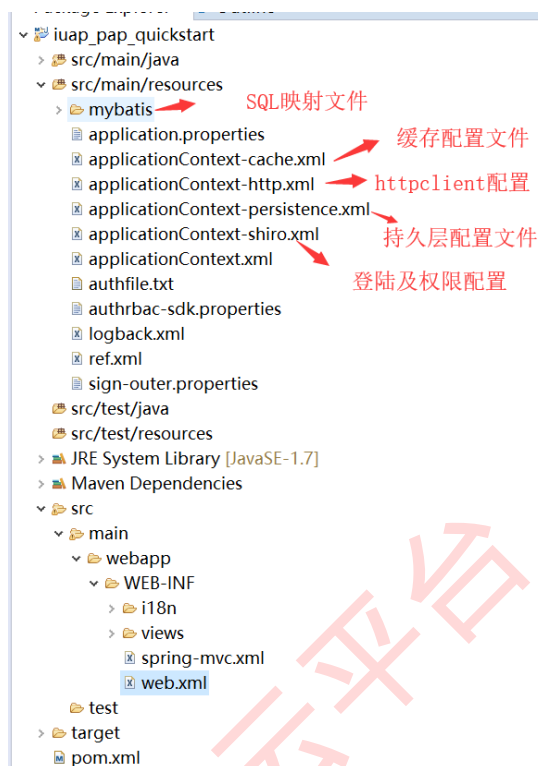 iuap_pap_quickstart
src/main/java
src/main/resources
mybatis SQL映射文件
application.properties
applicationContext-cache.xml 缓存配置文件
applicationContext-http.xml httpclient配置
applicationContext-persistence.xml
applicationContext-shiro.xml 持久层配置文件
applicationContext.xml 登陆及权限配置
authfile.txt
authrbac-sdk.properties
logback.xml
ref.xml
sign-outer.properties
src/test/java
src/test/resources
JRE System Library [JavaSE-1.7]
Maven Dependencies
src
main
webapp
WEB-INF
i18n
views
spring-mvc.xml
web.xml
test
target
pom.xml
云平台